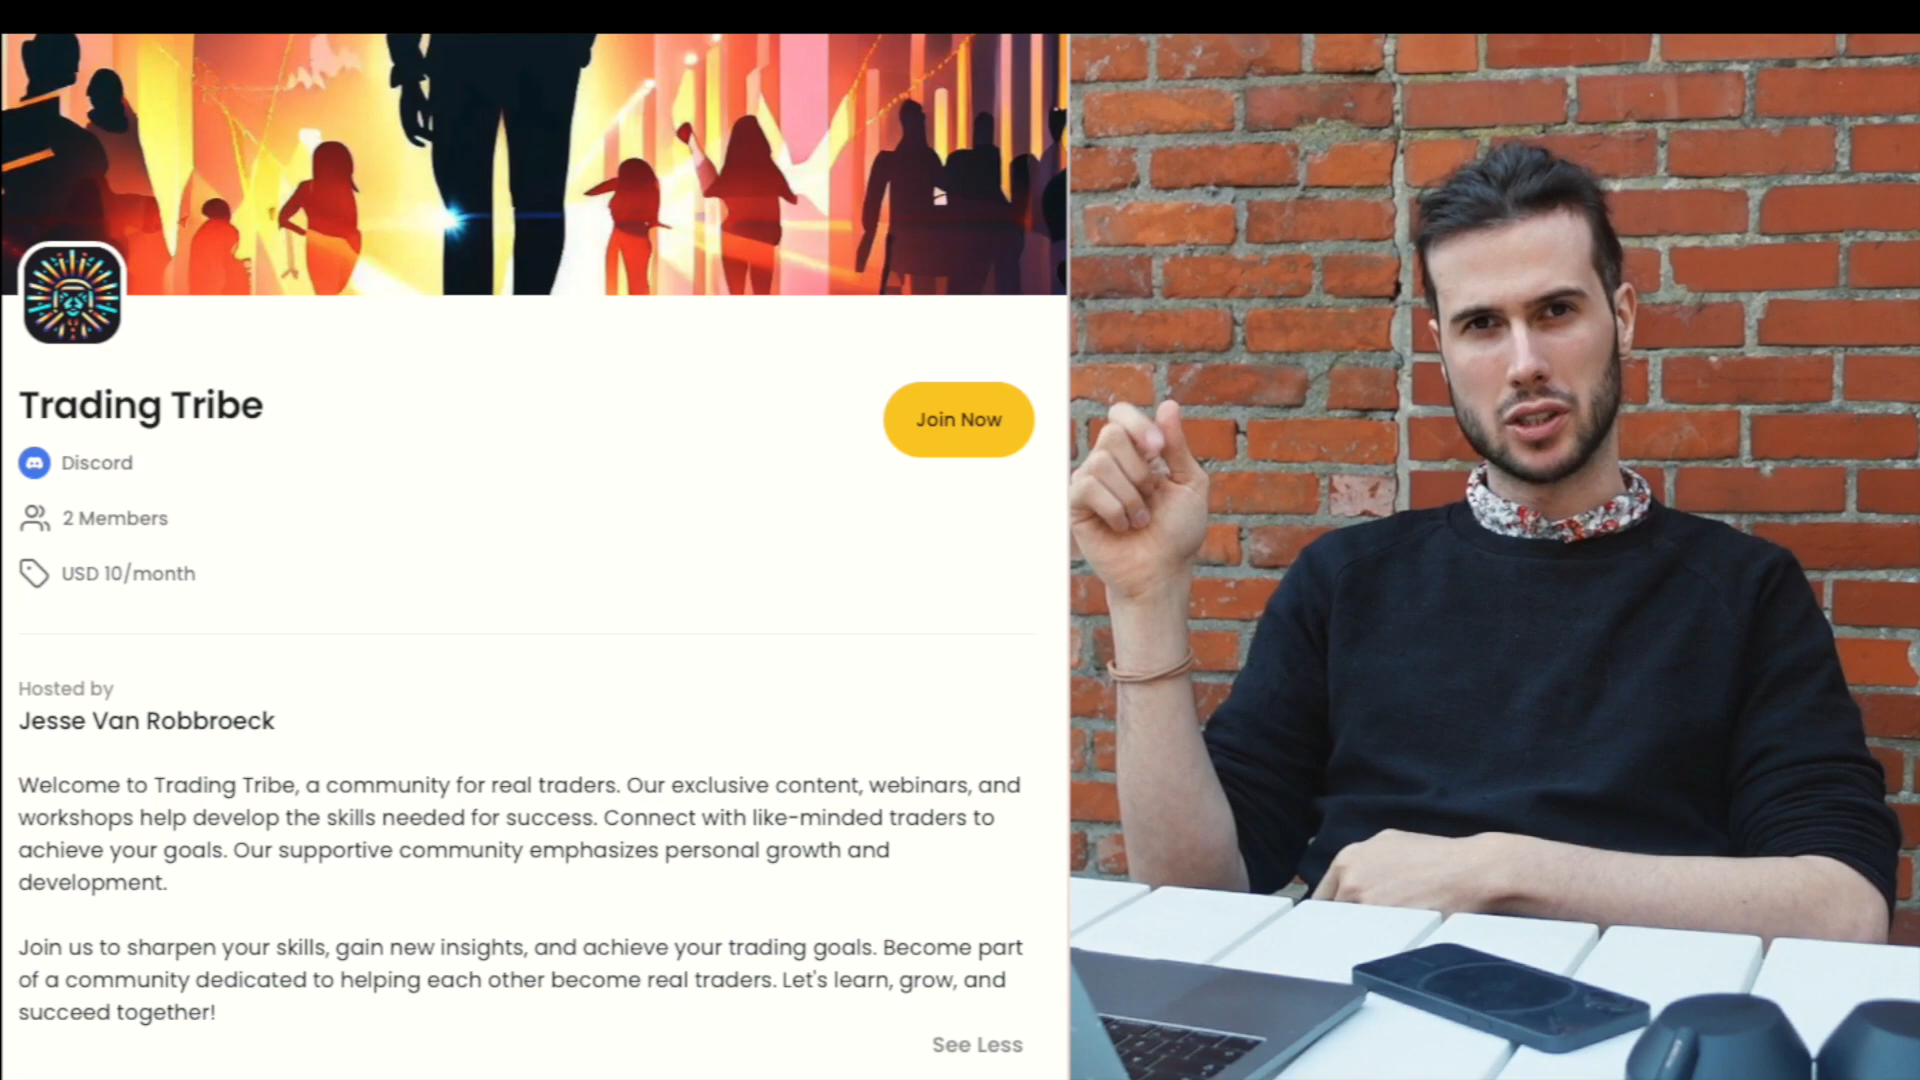 Trading Tribe
Join Now
Discord
2 Members
USD 10/month
Hosted by
Jesse Van Robbroeck
Welcome to Trading Tribe, a community for real traders. Our exclusive content, webinars, and
workshops help develop the skills needed for success. Connect with like-minded traders to
achieve your goals. Our supportive community emphasizes personal growth and
development.
Join us to sharpen your skills, gain new insights, and achieve your trading goals. Become part
of a community dedicated to helping each other become real traders. Let's learn, grow, and
succeed together!
See Less